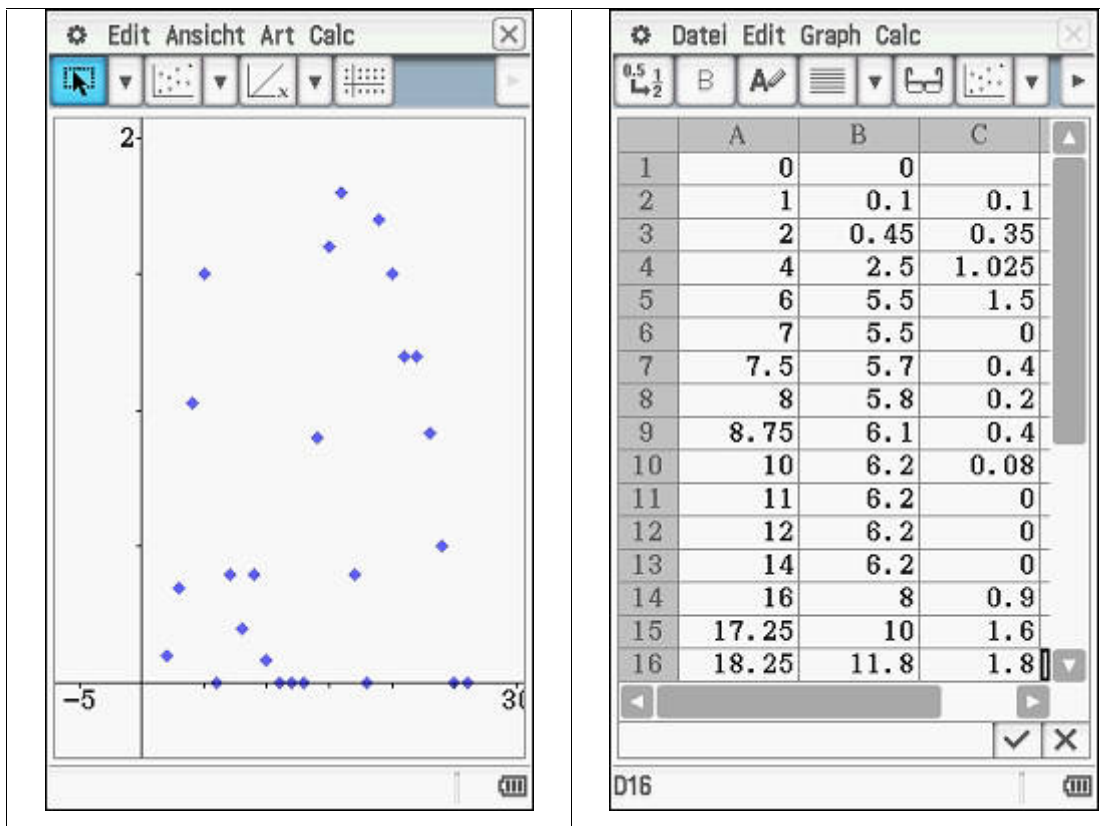 Edit Ansicht Art Calc
2
-5
Datei Edit Graph Calc
0.5 1 2
B
A
A B C
1 0 0
2 1 0.1 0.1
3 2 0.45 0.35
4 4 2.5 1.025
5 6 5.5 1.5
6 7 5.5 0
7 7.5 5.7 0.4
8 8 5.8 0.2
9 8.75 6.1 0.4
10 10 6.2 0.08
11 11 6.2 0
12 12 6.2 0
13 14 6.2 0
14 16 8 0.9
15 17.25 10 1.6
16 18.25 11.8 1.8
D16